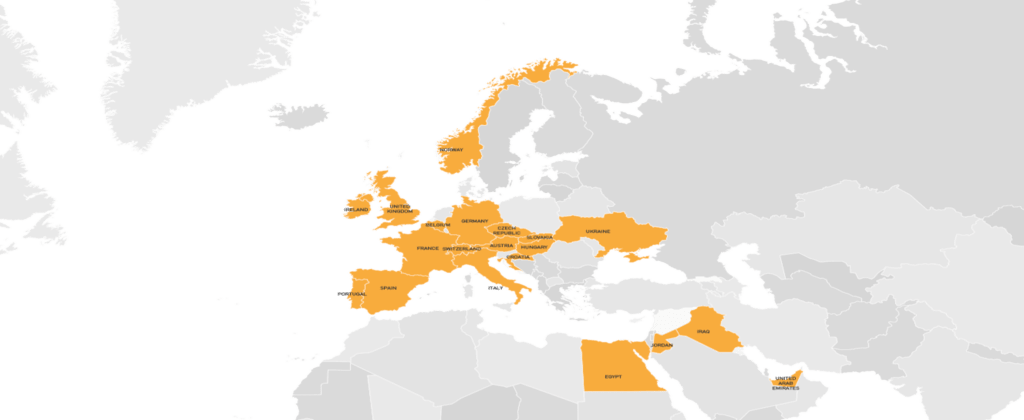 NORWAY
IRELAND
UNITED
KINGDOM
BELGIUM
GERMANY
CZECH
REPUBLIC
SLOVAKIA
UKRAINE
FRANCE
SWITZERLAND
AUSTRIA
HUNGARY
CROATIA
PORTUGAL
SPAIN
ITALY
IRAQ
JORDAN
EGYPT
UNITED
ARAB
EMIRATES